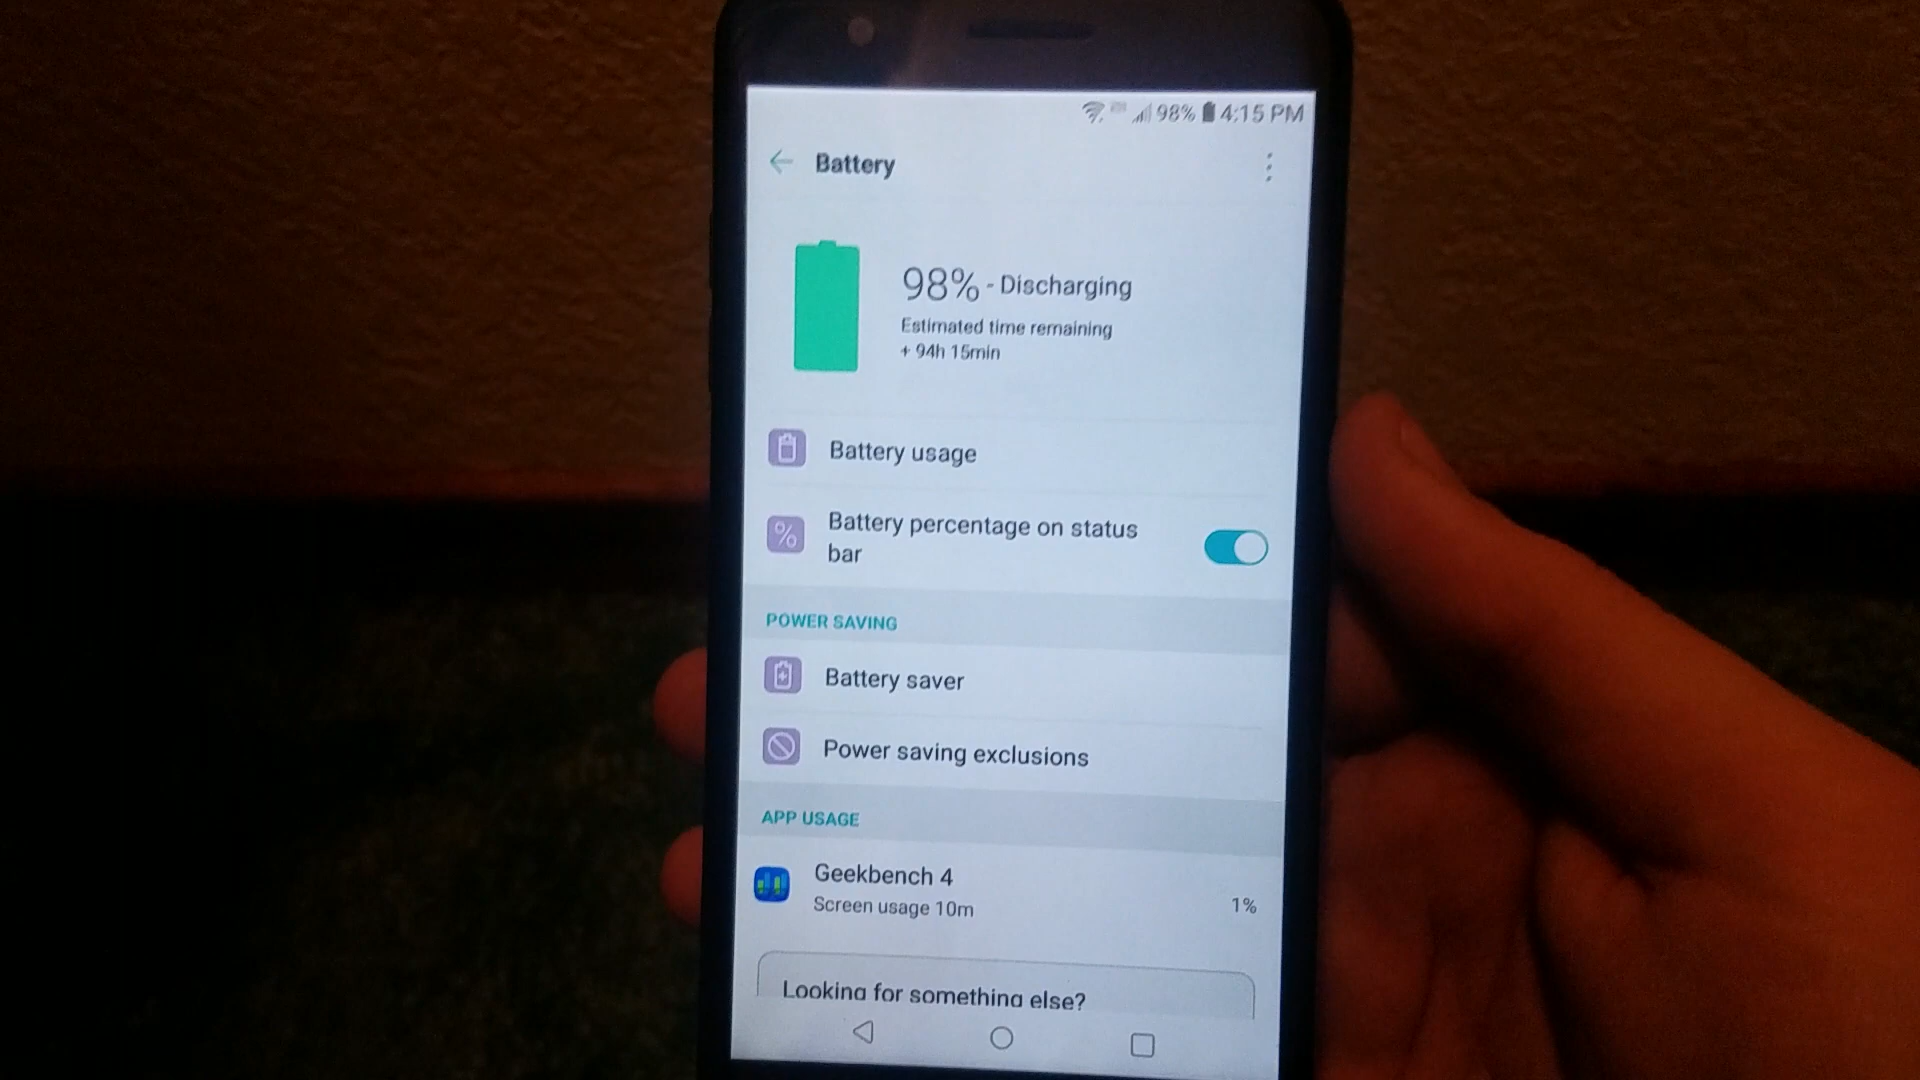 98% 4:15 PM
Battery
98% - Discharging
Estimated time remaining
+ 94h 15min
Battery usage
% Battery percentage on status
bar
POWER SAVING
Battery saver
Power saving exclusions
APP USAGE
Geekbench 4
Screen usage 10m 1%
Looking for something else?